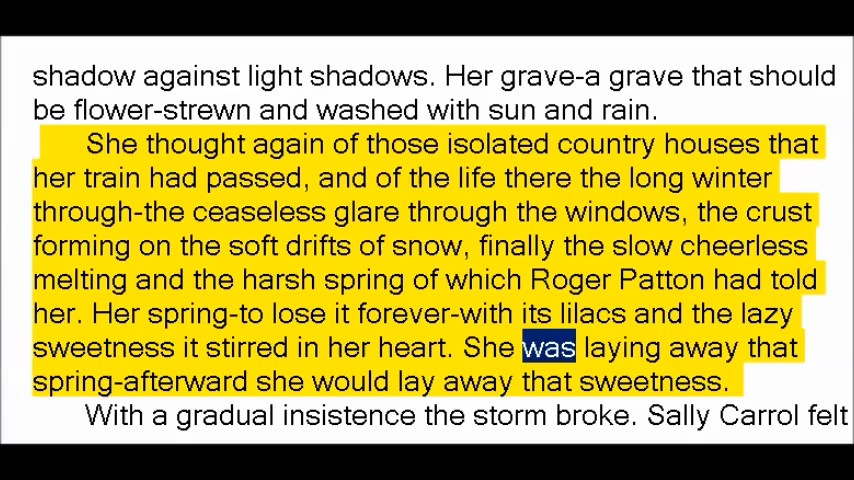 shadow against light shadows. Her grave-a grave that should
be flower-strewn and washed with sun and rain.
She thought again of those isolated country houses that
her train had passed, and of the life there the long winter
through-the ceaseless glare through the windows, the crust
forming on the soft drifts of snow, finally the slow cheerless
melting and the harsh spring of which Roger Patton had told
her. Her spring-to lose it forever-with its lilacs and the lazy
sweetness it stirred in her heart. She was laying away that
spring-afterward she would lay away that sweetness.
With a gradual insistence the storm broke. Sally Carrol felt